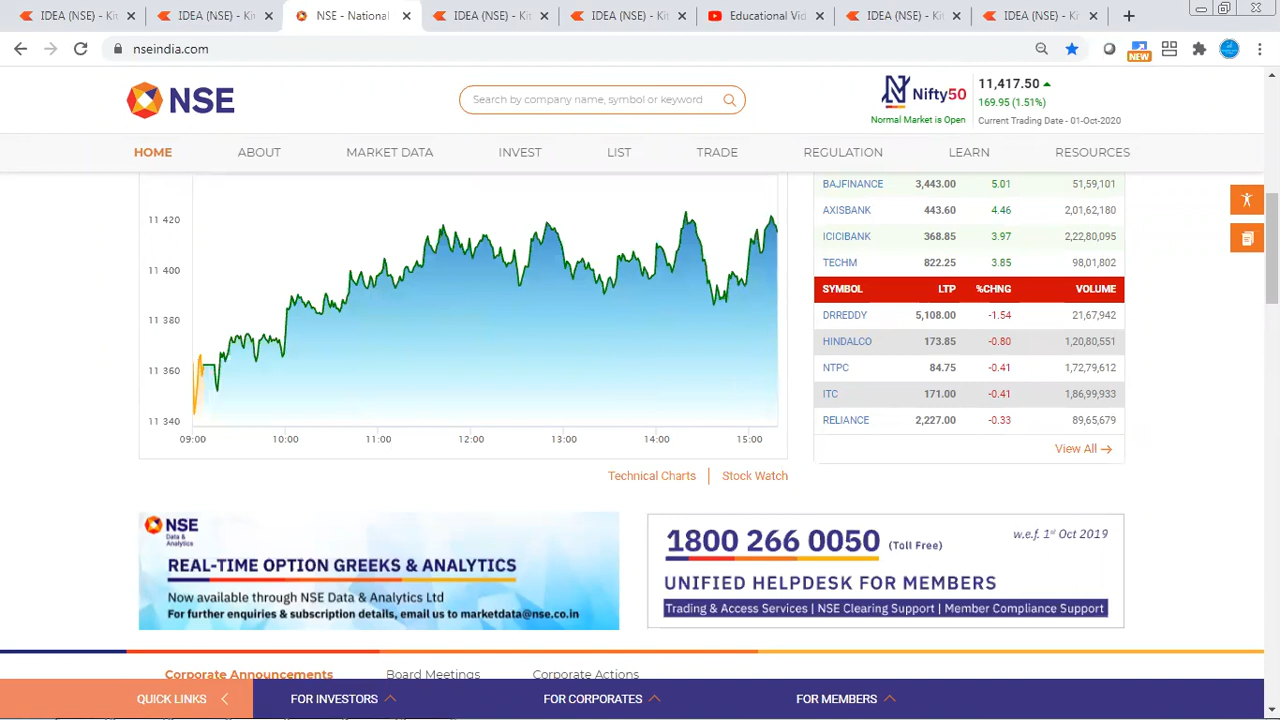 IDEA (NSE) - Ki
IDEA (NSE) - Ki
NSE - National
IDEA (NSE) - Ki
IDEA (NSE) - Ki
Educational Vi
IDEA (NSE) - Ki
IDEA (NSE) - Ki
nseindia.com
NEW
NSE
Search by company name, symbol or keyword
N Nifty50
Normal Market is Open
11,417.50
169.95 (1.51%)
Current Trading Date - 01-Oct-2020
HOME ABOUT MARKET DATA INVEST LIST TRADE REGULATION LEARN RESOURCES
11 420
11 400
11 380
11 360
11 340
09:00 10:00 11:00 12:00 13:00 14:00 15:00
BAJFINANCE 3,443.00 5.01 51,59,101
AXISBANK 443.60 4.46 2,01,62,180
ICICIBANK 368.85 3.97 2,22,80,095
TECHM 822.25 3.85 98,01,802
SYMBOL LTP %CHNG VOLUME
DRREDDY 5,108.00 -1.54 21,67,942
HINDALCO 173.85 -0.80 1,20,80,551
NTPC 84.75 -0.41 1,72,79,612
ITC 171.00 -0.41 1,86,99,933
RELIANCE 2,227.00 -0.33 89,65,679
View All
Technical Charts | Stock Watch
NSE
Data &
Analytics
REAL-TIME OPTION GREEKS & ANALYTICS
Now available through NSE Data & Analytics Ltd
For further enquiries & subscription details, email us to marketdata@nse.co.in
1800 266 0050 (Toll Free)
w.e.f. 1st Oct 2019
UNIFIED HELPDESK FOR MEMBERS
Trading & Access Services | NSE Clearing Support | Member Compliance Support
Corporate Announcements Board Meetings Corporate Actions
QUICK LINKS FOR INVESTORS FOR CORPORATES FOR MEMBERS